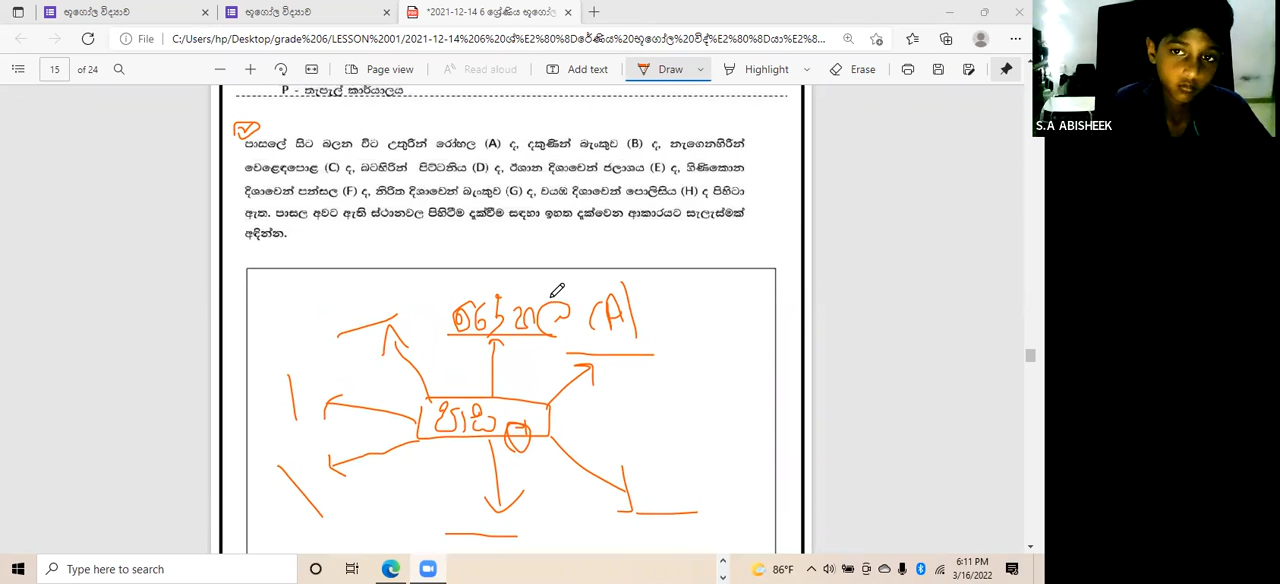 භූගෝල විද්‍යාව
භූගෝල විද්‍යාව
*2021-12-14 6 ශ්‍රේණිය භූගෝල
File
C:/Users/hp/Desktop/grade%206/LESSON%2001/2021-12-14%206%20ශ්%E2%80%8Dරේණිය%20භූගෝල%20විද්%E2%80%8Dයා%E2%8...
15 of 24
Page view
Read aloud
Add text
Draw
Highlight
Erase
P - තැපැල් කාර්යාලය
පාසලේ සිට බලන විට උතුරින් රෝහල (A) ද, දකුණින් බැංකුව (B) ද, නැගෙනහිරින්
වෙළෙඳපොළ (C) ද, බටහිරින් පිට්ටනිය (D) ද, ඊශාන දිශාවෙන් ජලාශය (E) ද, ගිණිකොන
දිශාවෙන් පන්සල (F) ද, නිරිත දිශාවෙන් බැංකුව (G) ද, වයඹ දිශාවෙන් පොලිසිය (H) ද පිහිටා
ඇත. පාසල අවට ඇති ස්ථානවල පිහිටීම දැක්වීම සඳහා ඉහත දැක්වෙන ආකාරයට සැලැස්මක්
අඳින්න.
රෝහල (A)
S.A ABISHEEK
Type here to search
86°F
6:11 PM
3/16/2022